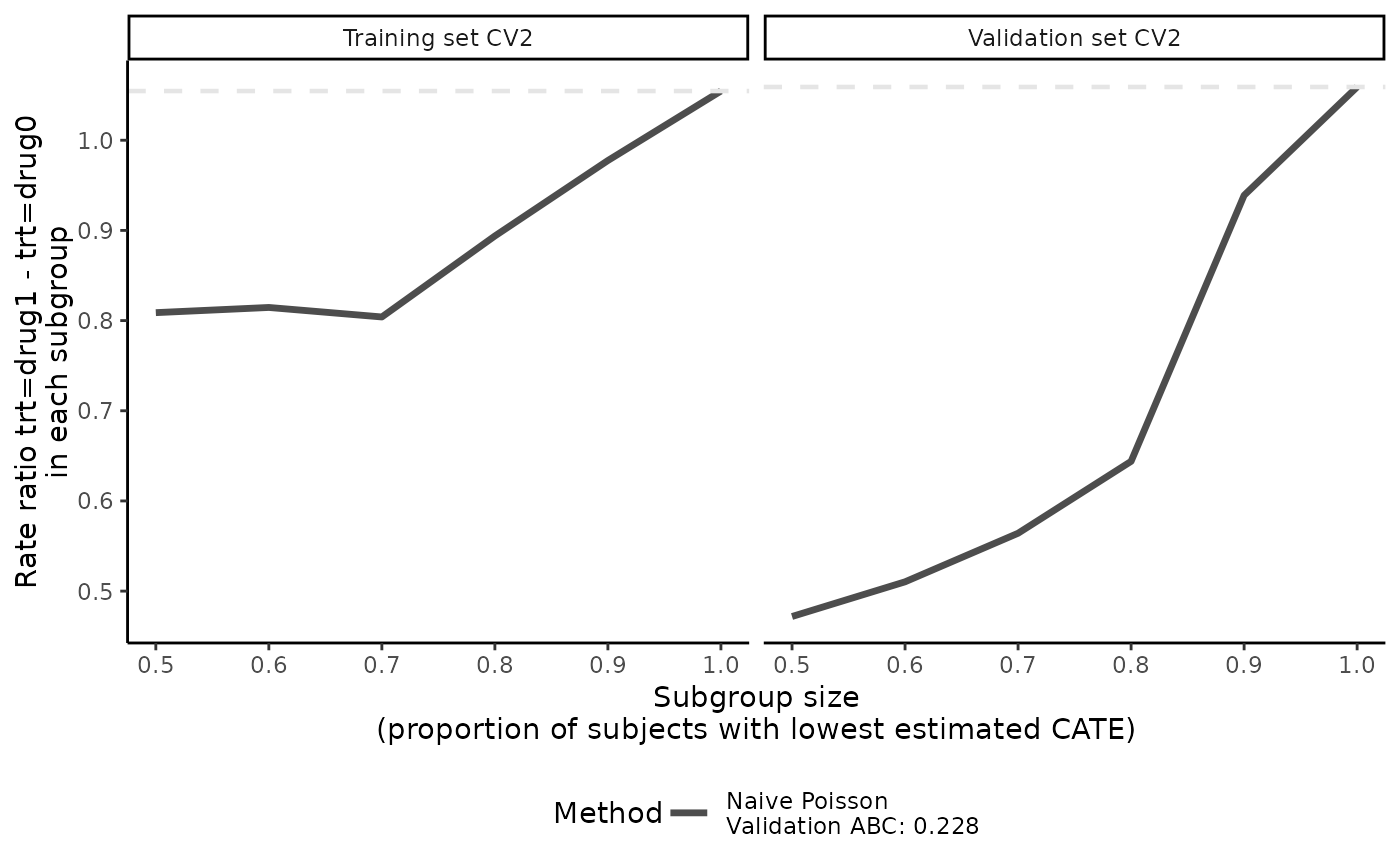 Training set CV2
Validation set CV2
Rate ratio trt=drug1 - trt=drug0
in each subgroup
1.0
0.9
0.8
0.7
0.6
0.5
0.5 0.6 0.7 0.8 0.9 1.0
0.5 0.6 0.7 0.8 0.9 1.0
Subgroup size
(proportion of subjects with lowest estimated CATE)
Method
Naive Poisson
Validation ABC: 0.228